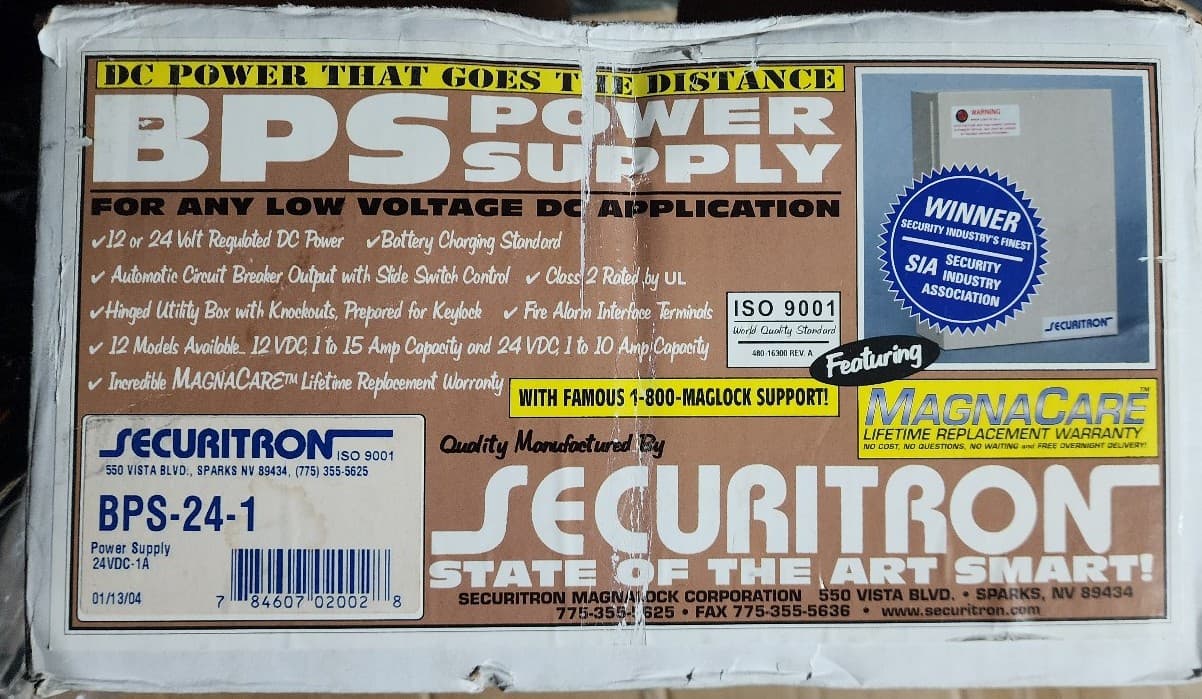 DC POWER THAT GOES THE DISTANCE
BPS POWER SUPPLY
FOR ANY LOW VOLTAGE DC APPLICATION
✓12 or 24 Volt Regulated DC Power ✓Battery Charging Standard
✓ Automatic Circuit Breaker Output with Slide Switch Control ✓ Class 2 Rated by UL
✓Hinged Utility Box with Knockouts, Prepared for Keylock ✓ Fire Alarm Interface Terminals
✓ 12 Models Available... 12 VDC, 1 to 15 Amp Capacity and 24 VDC, 1 to 10 Amp Capacity
✓ Incredible MAGNACARE™ Lifetime Replacement Warranty
ISO 9001
World Quality Standard
480-16300 REV. A
WITH FAMOUS 1-800-MAGLOCK SUPPORT!
WARNING
WINNER
SECURITY INDUSTRY'S FINEST
SIA SECURITY
INDUSTRY
ASSOCIATION
SECURITRON
Featuring
MAGNACARE™
LIFETIME REPLACEMENT WARRANTY
NO COST, NO QUESTIONS, NO WAITING and FREE OVERNIGHT DELIVERY!
SECURITRON ISO 9001
550 VISTA BLVD., SPARKS NV 89434, (775) 355-5625
BPS-24-1
Power Supply
24VDC-1A
01/13/04
7 84607 02002 8
Quality Manufactured By
SECURITRON
STATE OF THE ART SMART!
SECURITRON MAGNALOCK CORPORATION 550 VISTA BLVD. • SPARKS, NV 89434
775-355-5625 • FAX 775-355-5636 • www.securitron.com